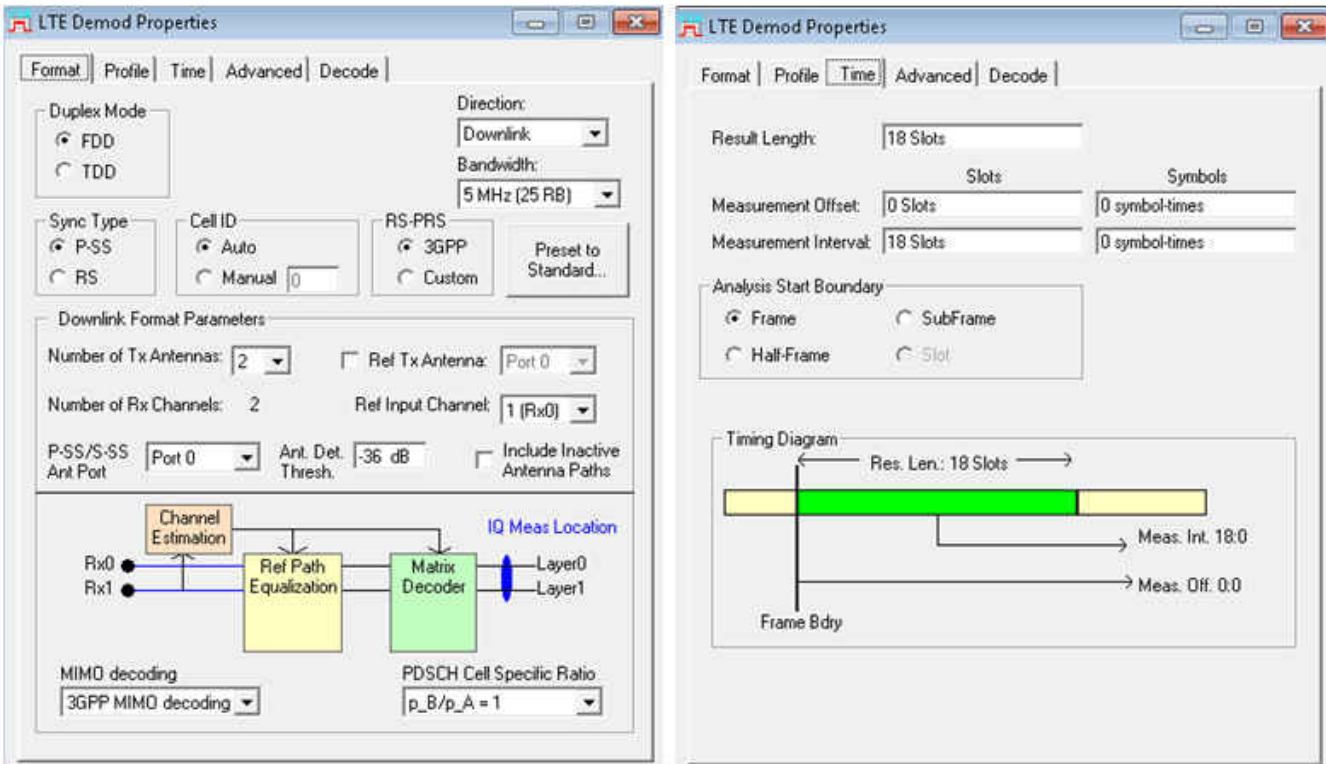 LTE Demod Properties
Format Profile Time Advanced Decode
Duplex Mode
FDD
TDD
Direction:
Downlink
Bandwidth:
5 MHz (25 RB)
Sync Type
P-SS
RS
Cell ID
Auto
Manual 0
RS-PRS
3GPP
Custom
Preset to
Standard...
Downlink Format Parameters
Number of Tx Antennas: 2
Ref Tx Antenna: Port 0
Number of Rx Channels: 2
Ref Input Channel: 1 (Rx0)
P-SS/S-SS
Ant Port
Port 0
Ant. Det.
Thresh.
-36 dB
Include Inactive
Antenna Paths
Channel
Estimation
IQ Meas Location
Rx0
Rx1
Ref Path
Equalization
Matrix
Decoder
Layer0
Layer1
MIMO decoding
3GPP MIMO decoding
PDSCH Cell Specific Ratio
p_B/p_A = 1
LTE Demod Properties
Format Profile Time Advanced Decode
Result Length: 18 Slots
Slots Symbols
Measurement Offset: 0 Slots 0 symbol-times
Measurement Interval: 18 Slots 0 symbol-times
Analysis Start Boundary
Frame SubFrame
Half-Frame Slot
Timing Diagram
Res. Len.: 18 Slots
Meas. Int. 18:0
Meas. Off. 0:0
Frame Bdry